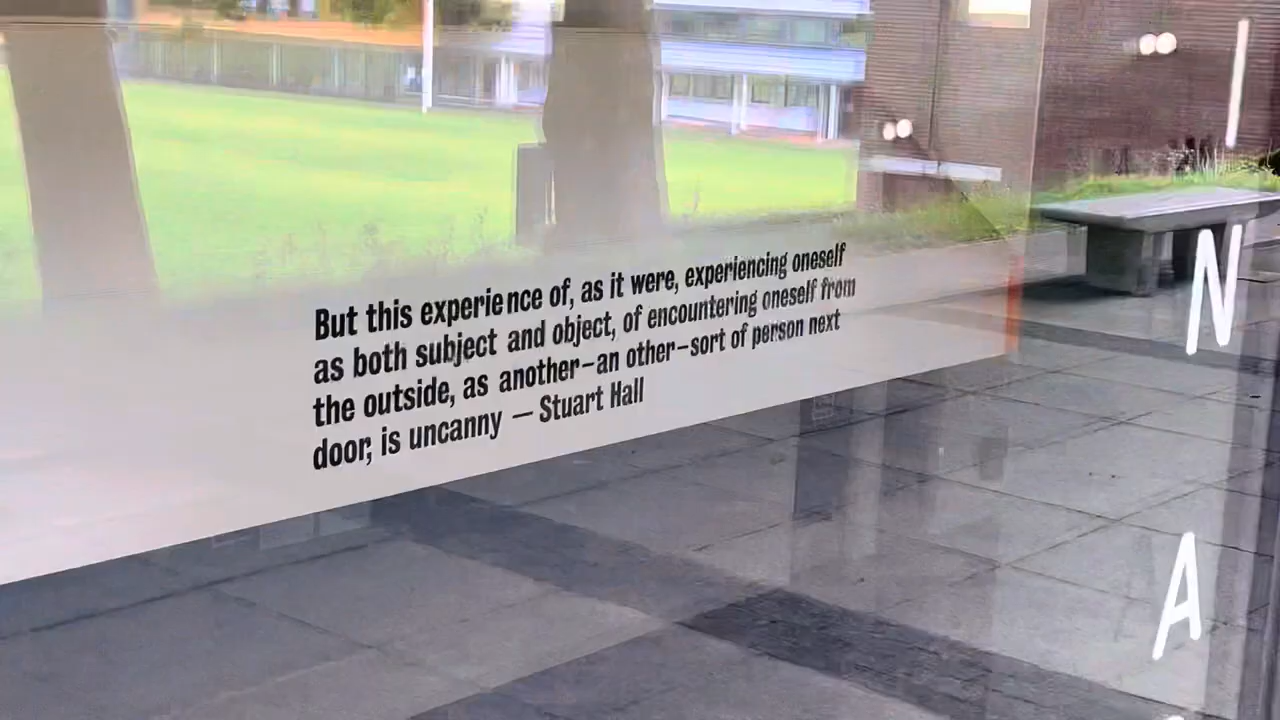 But this experience of, as it were, experiencing oneself
as both subject and object, of encountering oneself from
the outside, as another–an other–sort of person next
door, is uncanny — Stuart Hall
I
N
A